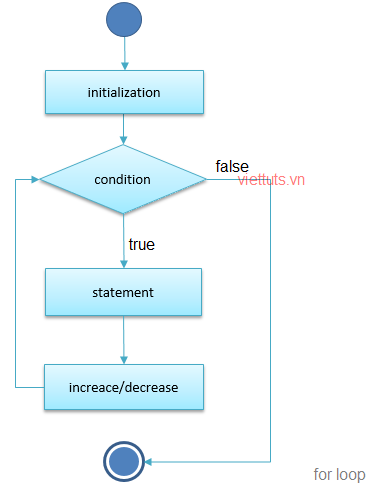 initialization
condition
false
viettuts.vn
true
statement
increace/decrease
for loop